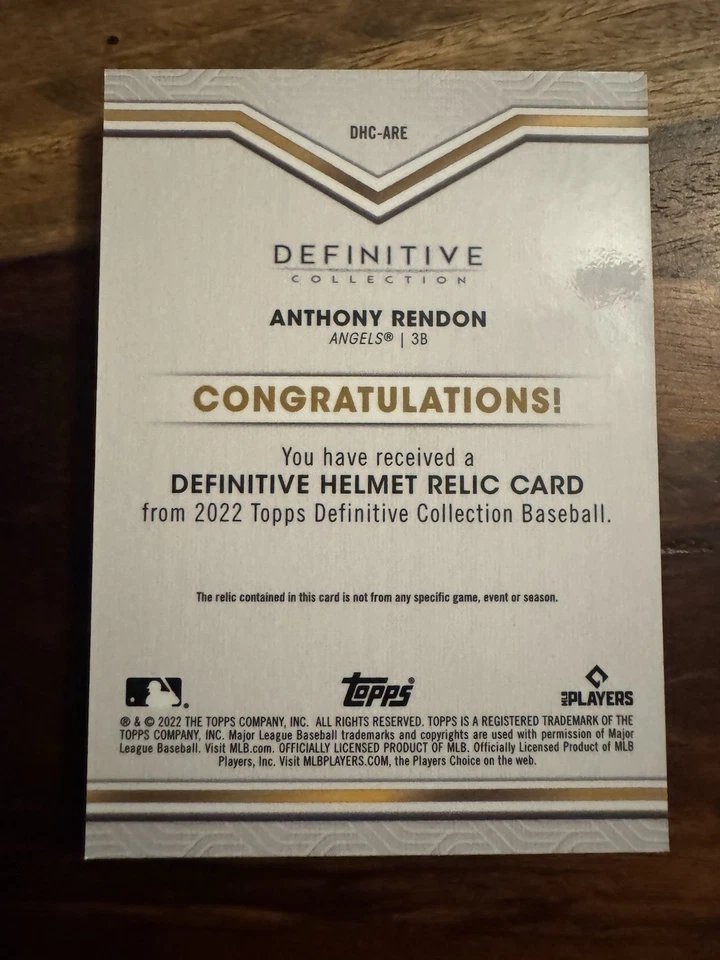 DHC-ARE
DEFINITIVE
COLLECTION
ANTHONY RENDON
ANGELS® | 3B
CONGRATULATIONS!
You have received a
DEFINITIVE HELMET RELIC CARD
from 2022 Topps Definitive Collection Baseball.
The relic contained in this card is not from any specific game, event or season.
topps®
MLB PLAYERS
® & © 2022 THE TOPPS COMPANY, INC. ALL RIGHTS RESERVED. TOPPS IS A REGISTERED TRADEMARK OF THE
TOPPS COMPANY, INC. Major League Baseball trademarks and copyrights are used with permission of Major
League Baseball. Visit MLB.com. OFFICIALLY LICENSED PRODUCT OF MLB. Officially Licensed Product of MLB
Players, Inc. Visit MLBPLAYERS.COM, the Players Choice on the web.